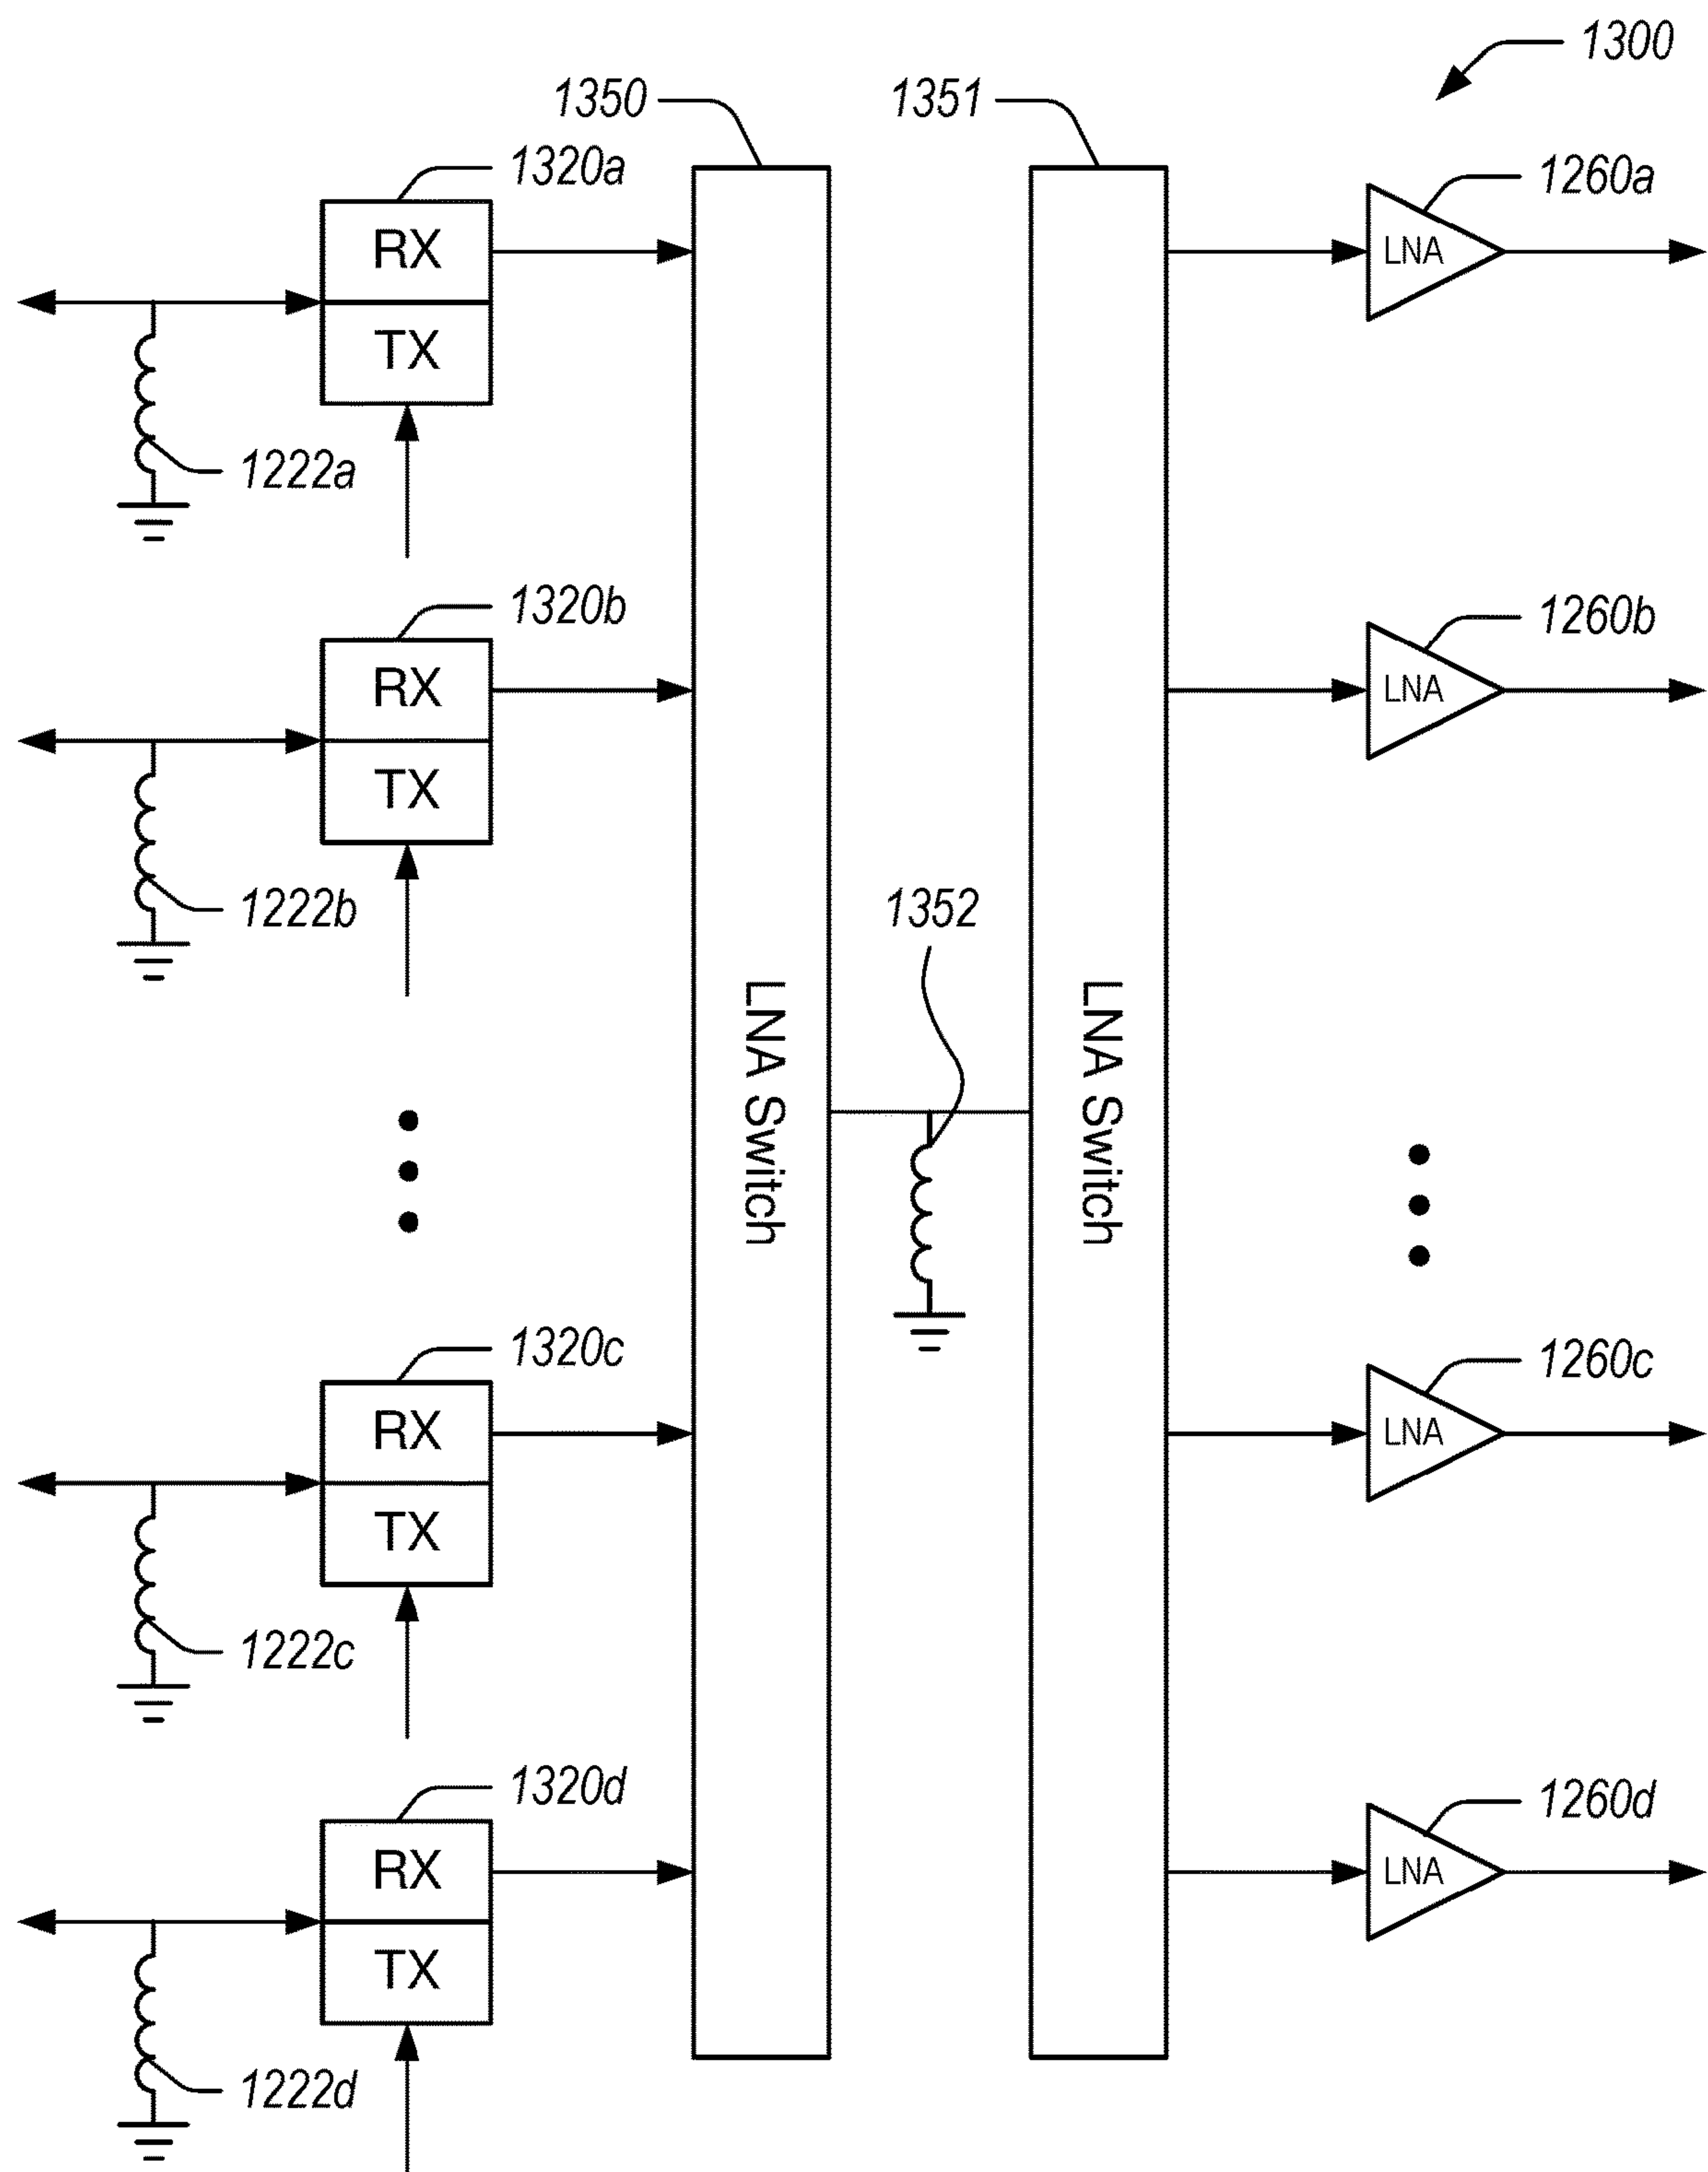 1300
1350
1351
1320a
1260a
RX
LNA
TX
1222a
1320b
1260b
RX
LNA
TX
1222b
1352
LNA Switch
LNA Switch
1320c
1260c
RX
LNA
TX
1222c
1320d
1260d
RX
LNA
TX
1222d